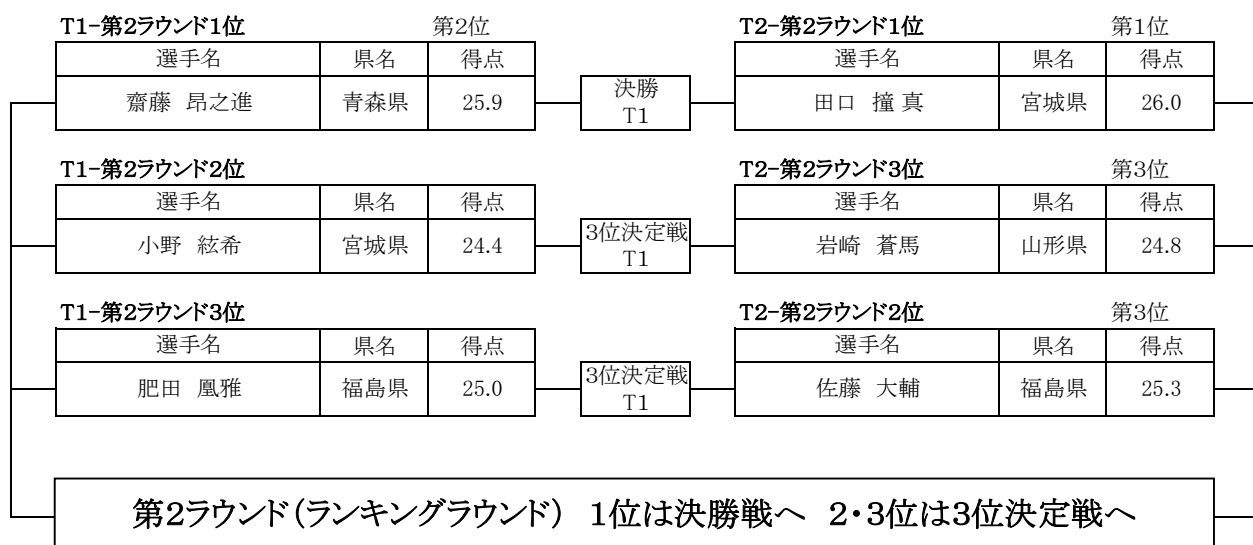 T1-第2ラウンド1位 第2位 T2-第2ラウンド1位 第1位
選手名 県名 得点 選手名 県名 得点
齋藤 昂之進 青森県 25.9 決勝 T1 田口 撞真 宮城県 26.0
T1-第2ラウンド2位 T2-第2ラウンド3位 第3位
選手名 県名 得点 選手名 県名 得点
小野 絃希 宮城県 24.4 3位決定戦 T1 岩崎 蒼馬 山形県 24.8
T1-第2ラウンド3位 T2-第2ラウンド2位 第3位
選手名 県名 得点 選手名 県名 得点
肥田 凰雅 福島県 25.0 3位決定戦 T1 佐藤 大輔 福島県 25.3
第2ラウンド(ランキングラウンド) 1位は決勝戦へ 2・3位は3位決定戦へ